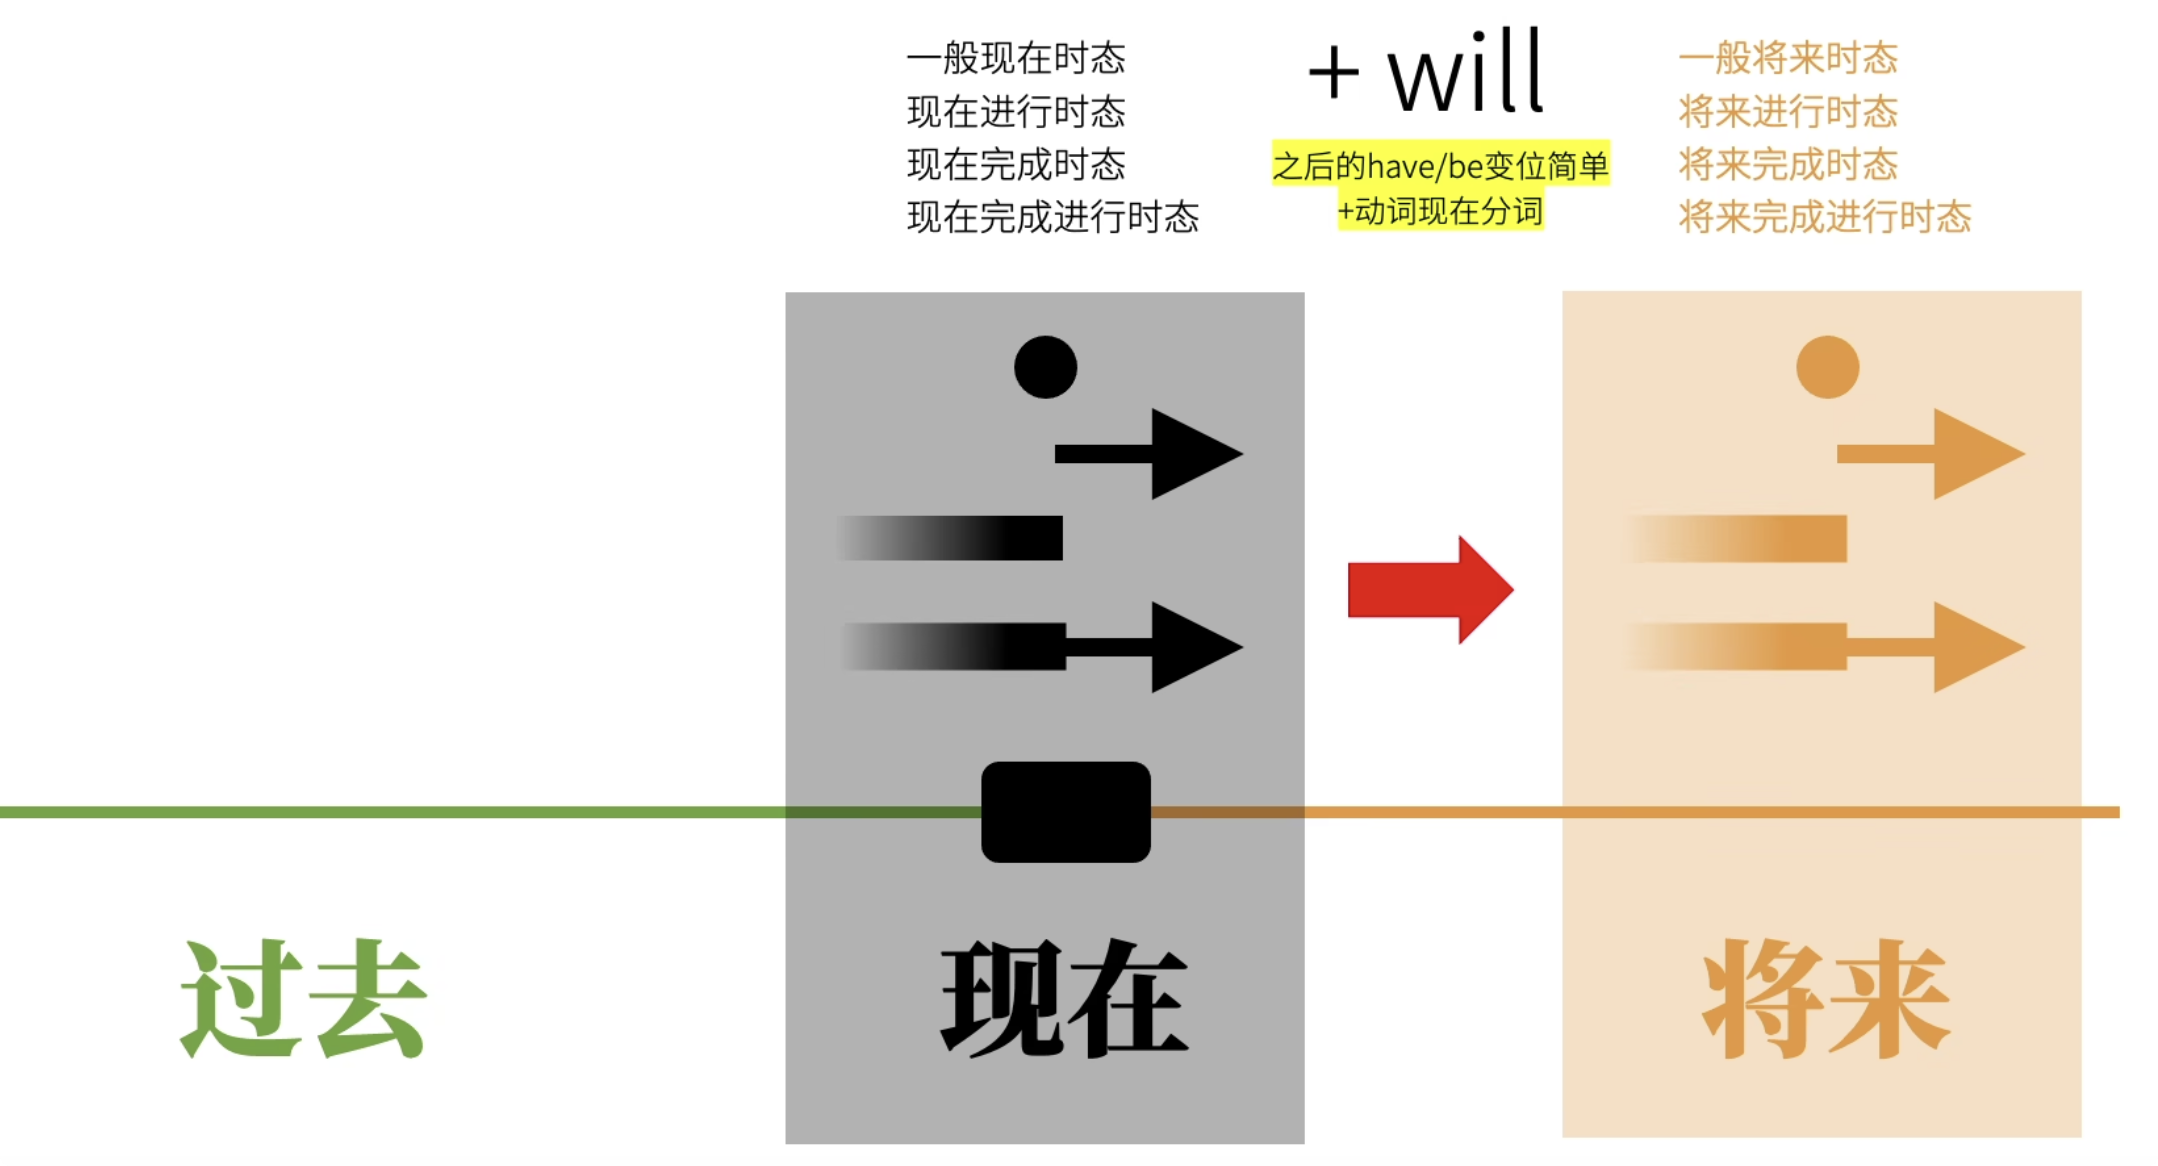 一般现在时态
现在进行时态
现在完成时态
现在完成进行时态
+ will
之后的have/be变位简单
+动词现在分词
一般将来时态
将来进行时态
将来完成时态
将来完成进行时态
过去
现在
将来